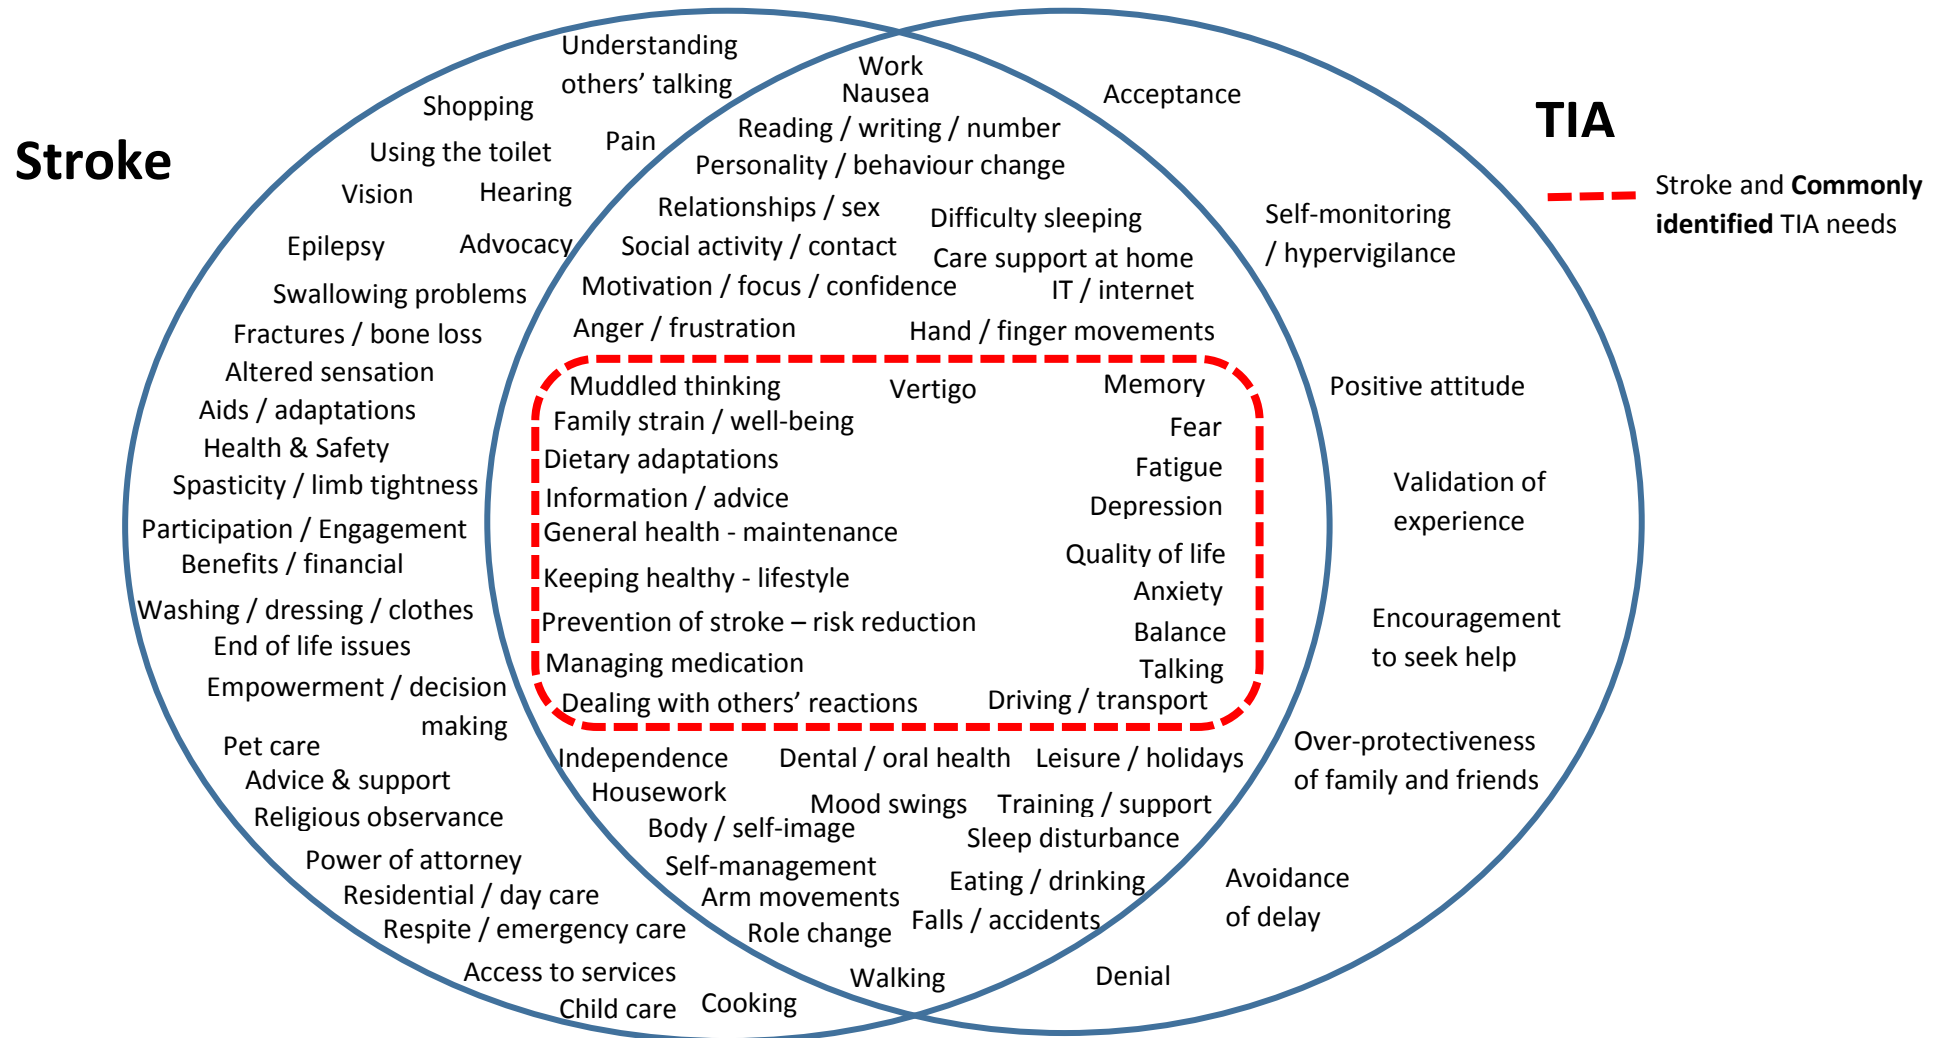 Stroke
Understanding
others’ talking
Shopping
Pain
Using the toilet
Vision
Hearing
Epilepsy
Advocacy
Swallowing problems
Fractures / bone loss
Altered sensation
Aids / adaptations
Health & Safety
Spasticity / limb tightness
Participation / Engagement
Benefits / financial
Washing / dressing / clothes
End of life issues
Empowerment / decision
making
Pet care
Advice & support
Religious observance
Power of attorney
Residential / day care
Respite / emergency care
Access to services
Child care
Cooking
Work
Nausea
Reading / writing / number
Personality / behaviour change
Relationships / sex
Difficulty sleeping
Social activity / contact
Care support at home
Motivation / focus / confidence
IT / internet
Anger / frustration
Hand / finger movements
Muddled thinking
Vertigo
Memory
Family strain / well-being
Fear
Dietary adaptations
Fatigue
Information / advice
Depression
General health - maintenance
Quality of life
Keeping healthy - lifestyle
Anxiety
Prevention of stroke – risk reduction
Balance
Managing medication
Talking
Dealing with others’ reactions
Driving / transport
Independence
Dental / oral health
Leisure / holidays
Housework
Mood swings
Training / support
Body / self-image
Sleep disturbance
Self-management
Eating / drinking
Arm movements
Falls / accidents
Role change
Walking
TIA
Stroke and Commonly
identified TIA needs
Acceptance
Self-monitoring
/ hypervigilance
Positive attitude
Validation of
experience
Encouragement
to seek help
Over-protectiveness
of family and friends
Avoidance
of delay
Denial